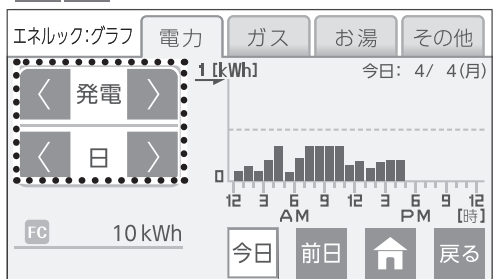 エネルック:グラフ 電力 ガス お湯 その他
1 [kWh] 今日: 4/ 4(月)
< 発電 >
< 日 >
0
12 3 6 9 12 3 6 9 12
AM PM [時]
FC 10 kWh
今日 前日 戻る